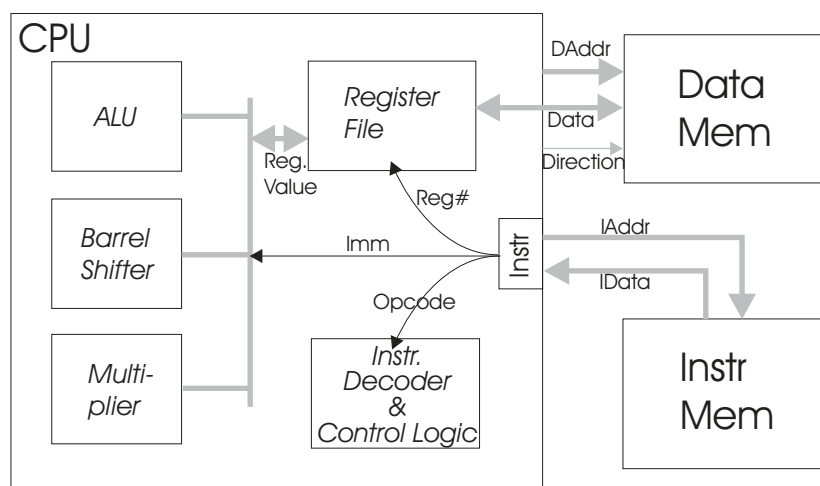 CPU
ALU
Barrel
Shifter
Multi-
plier
Register
File
Reg.
Value
Reg#
Imm
Opcode
Instr
Instr.
Decoder
&
Control Logic
DAddr
Data
Direction
Data
Mem
IAddr
IData
Instr
Mem